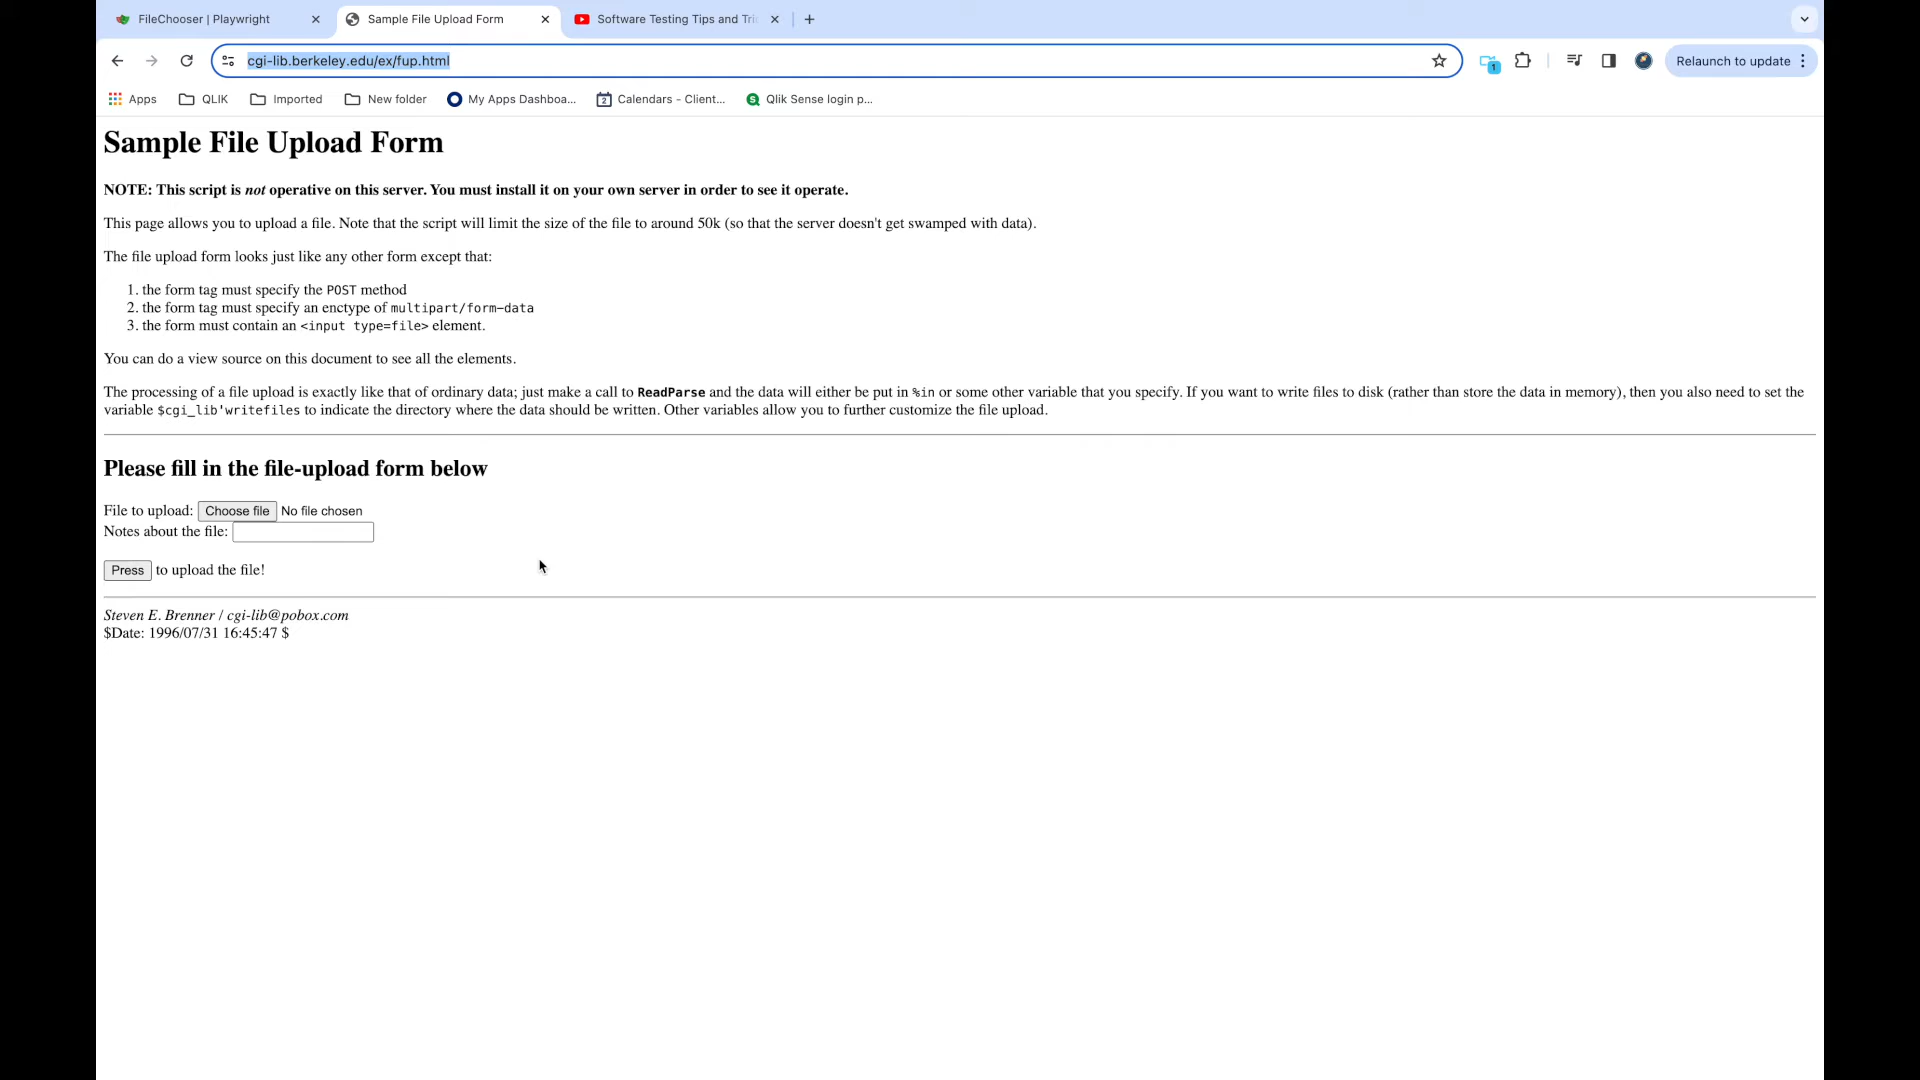 FileChooser | Playwright
Sample File Upload Form
Software Testing Tips and Tri
cgi-lib.berkeley.edu/ex/fup.html
1
Relaunch to update
Apps
QLIK
Imported
New folder
My Apps Dashboa...
2
Calendars - Client...
S
Qlik Sense login p...
Sample File Upload Form
NOTE: This script is not operative on this server. You must install it on your own server in order to see it operate.
This page allows you to upload a file. Note that the script will limit the size of the file to around 50k (so that the server doesn't get swamped with data).
The file upload form looks just like any other form except that:
1. the form tag must specify the POST method
2. the form tag must specify an enctype of multipart/form-data
3. the form must contain an <input type=file> element.
You can do a view source on this document to see all the elements.
The processing of a file upload is exactly like that of ordinary data; just make a call to ReadParse and the data will either be put in %in or some other variable that you specify. If you want to write files to disk (rather than store the data in memory), then you also need to set the
variable $cgi_lib'writefiles to indicate the directory where the data should be written. Other variables allow you to further customize the file upload.
Please fill in the file-upload form below
File to upload: Choose file No file chosen
Notes about the file:
Press to upload the file!
Steven E. Brenner / cgi-lib@pobox.com
$Date: 1996/07/31 16:45:47 $